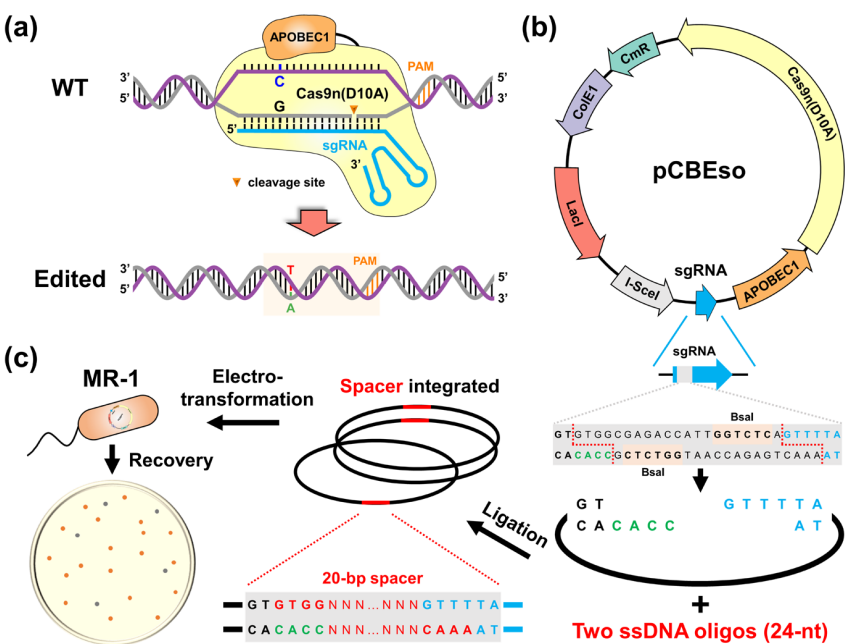 (a)
APOBEC1
WT
3'
5'
C
PAM
5'
3'
Cas9n(D10A)
G
5'
sgRNA
3'
cleavage site
Edited
3'
5'
T
A
PAM
5'
3'
(b)
pCBEso
CmR
Cas9n(D10A)
ColE1
LacI
I-SceI
sgRNA
APOBEC1
sgRNA
BsaI
GTGTGGCGAGACCATTGGTCTCAGTTTTA
CACACCGCTCTGGTAACCAGAGTCAAAAT
BsaI
GT GTTTTA
CACACC AT
+
Two ssDNA oligos (24-nt)
Ligation
(c)
MR-1
Electro-
transformation
Spacer integrated
Recovery
20-bp spacer
GTGTGGNNN...NNNGTTTTA
CACACCNNN...NNNCAAAAT